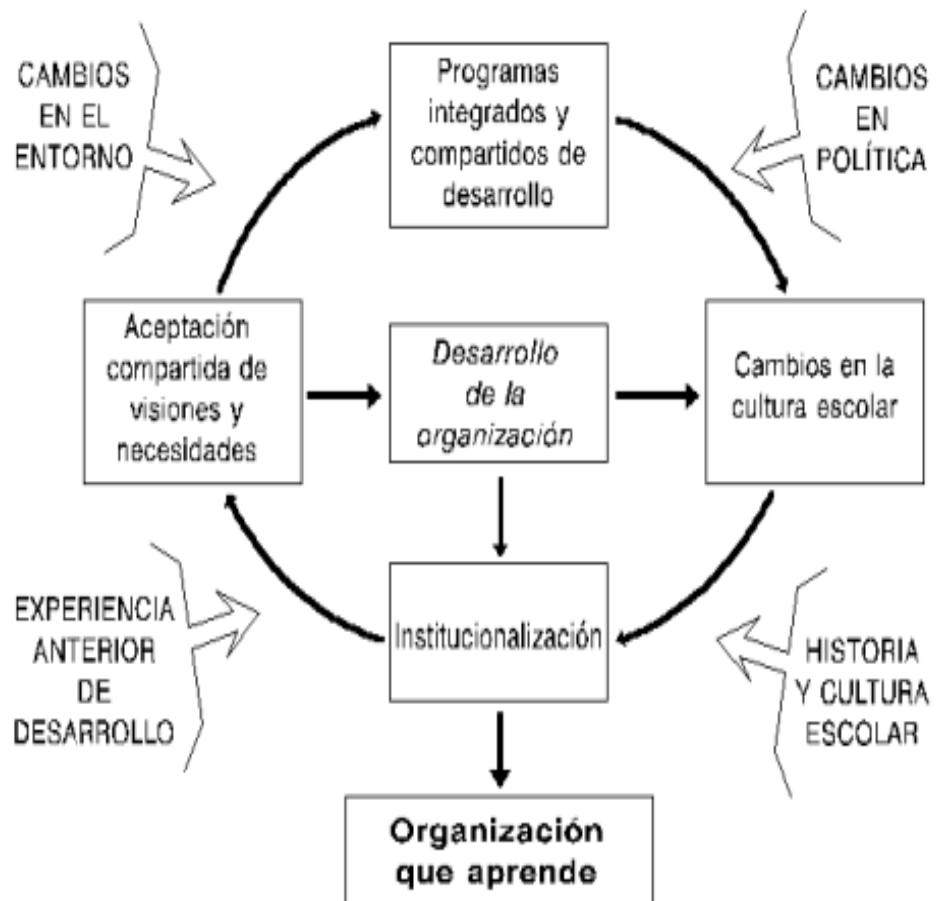 CAMBIOS
EN EL
ENTORNO
Programas
integrados y
compartidos de
desarrollo
CAMBIOS
EN
POLÍTICA
Aceptación
compartida de
visiones y
necesidades
Desarrollo
de la
organización
Cambios en la
cultura escolar
EXPERIENCIA
ANTERIOR
DE
DESARROLLO
Institucionalización
HISTORIA
Y CULTURA
ESCOLAR
Organización
que aprende